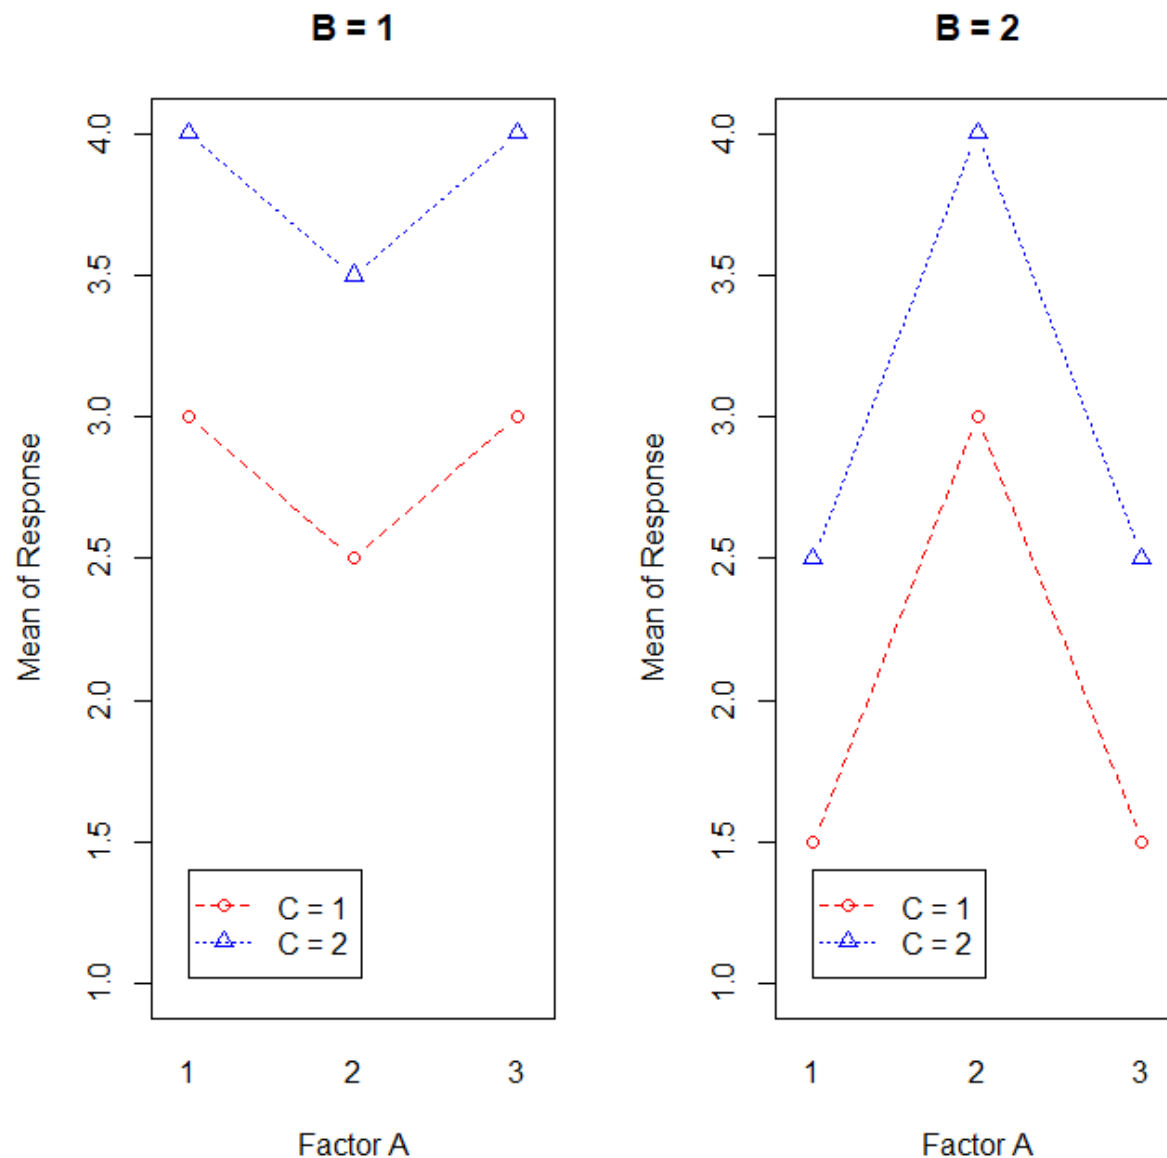 B = 1
4.0
3.5
3.0
2.5
2.0
1.5
1.0
Mean of Response
C = 1
C = 2
1 2 3
Factor A
B = 2
4.0
3.5
3.0
2.5
2.0
1.5
1.0
Mean of Response
C = 1
C = 2
1 2 3
Factor A